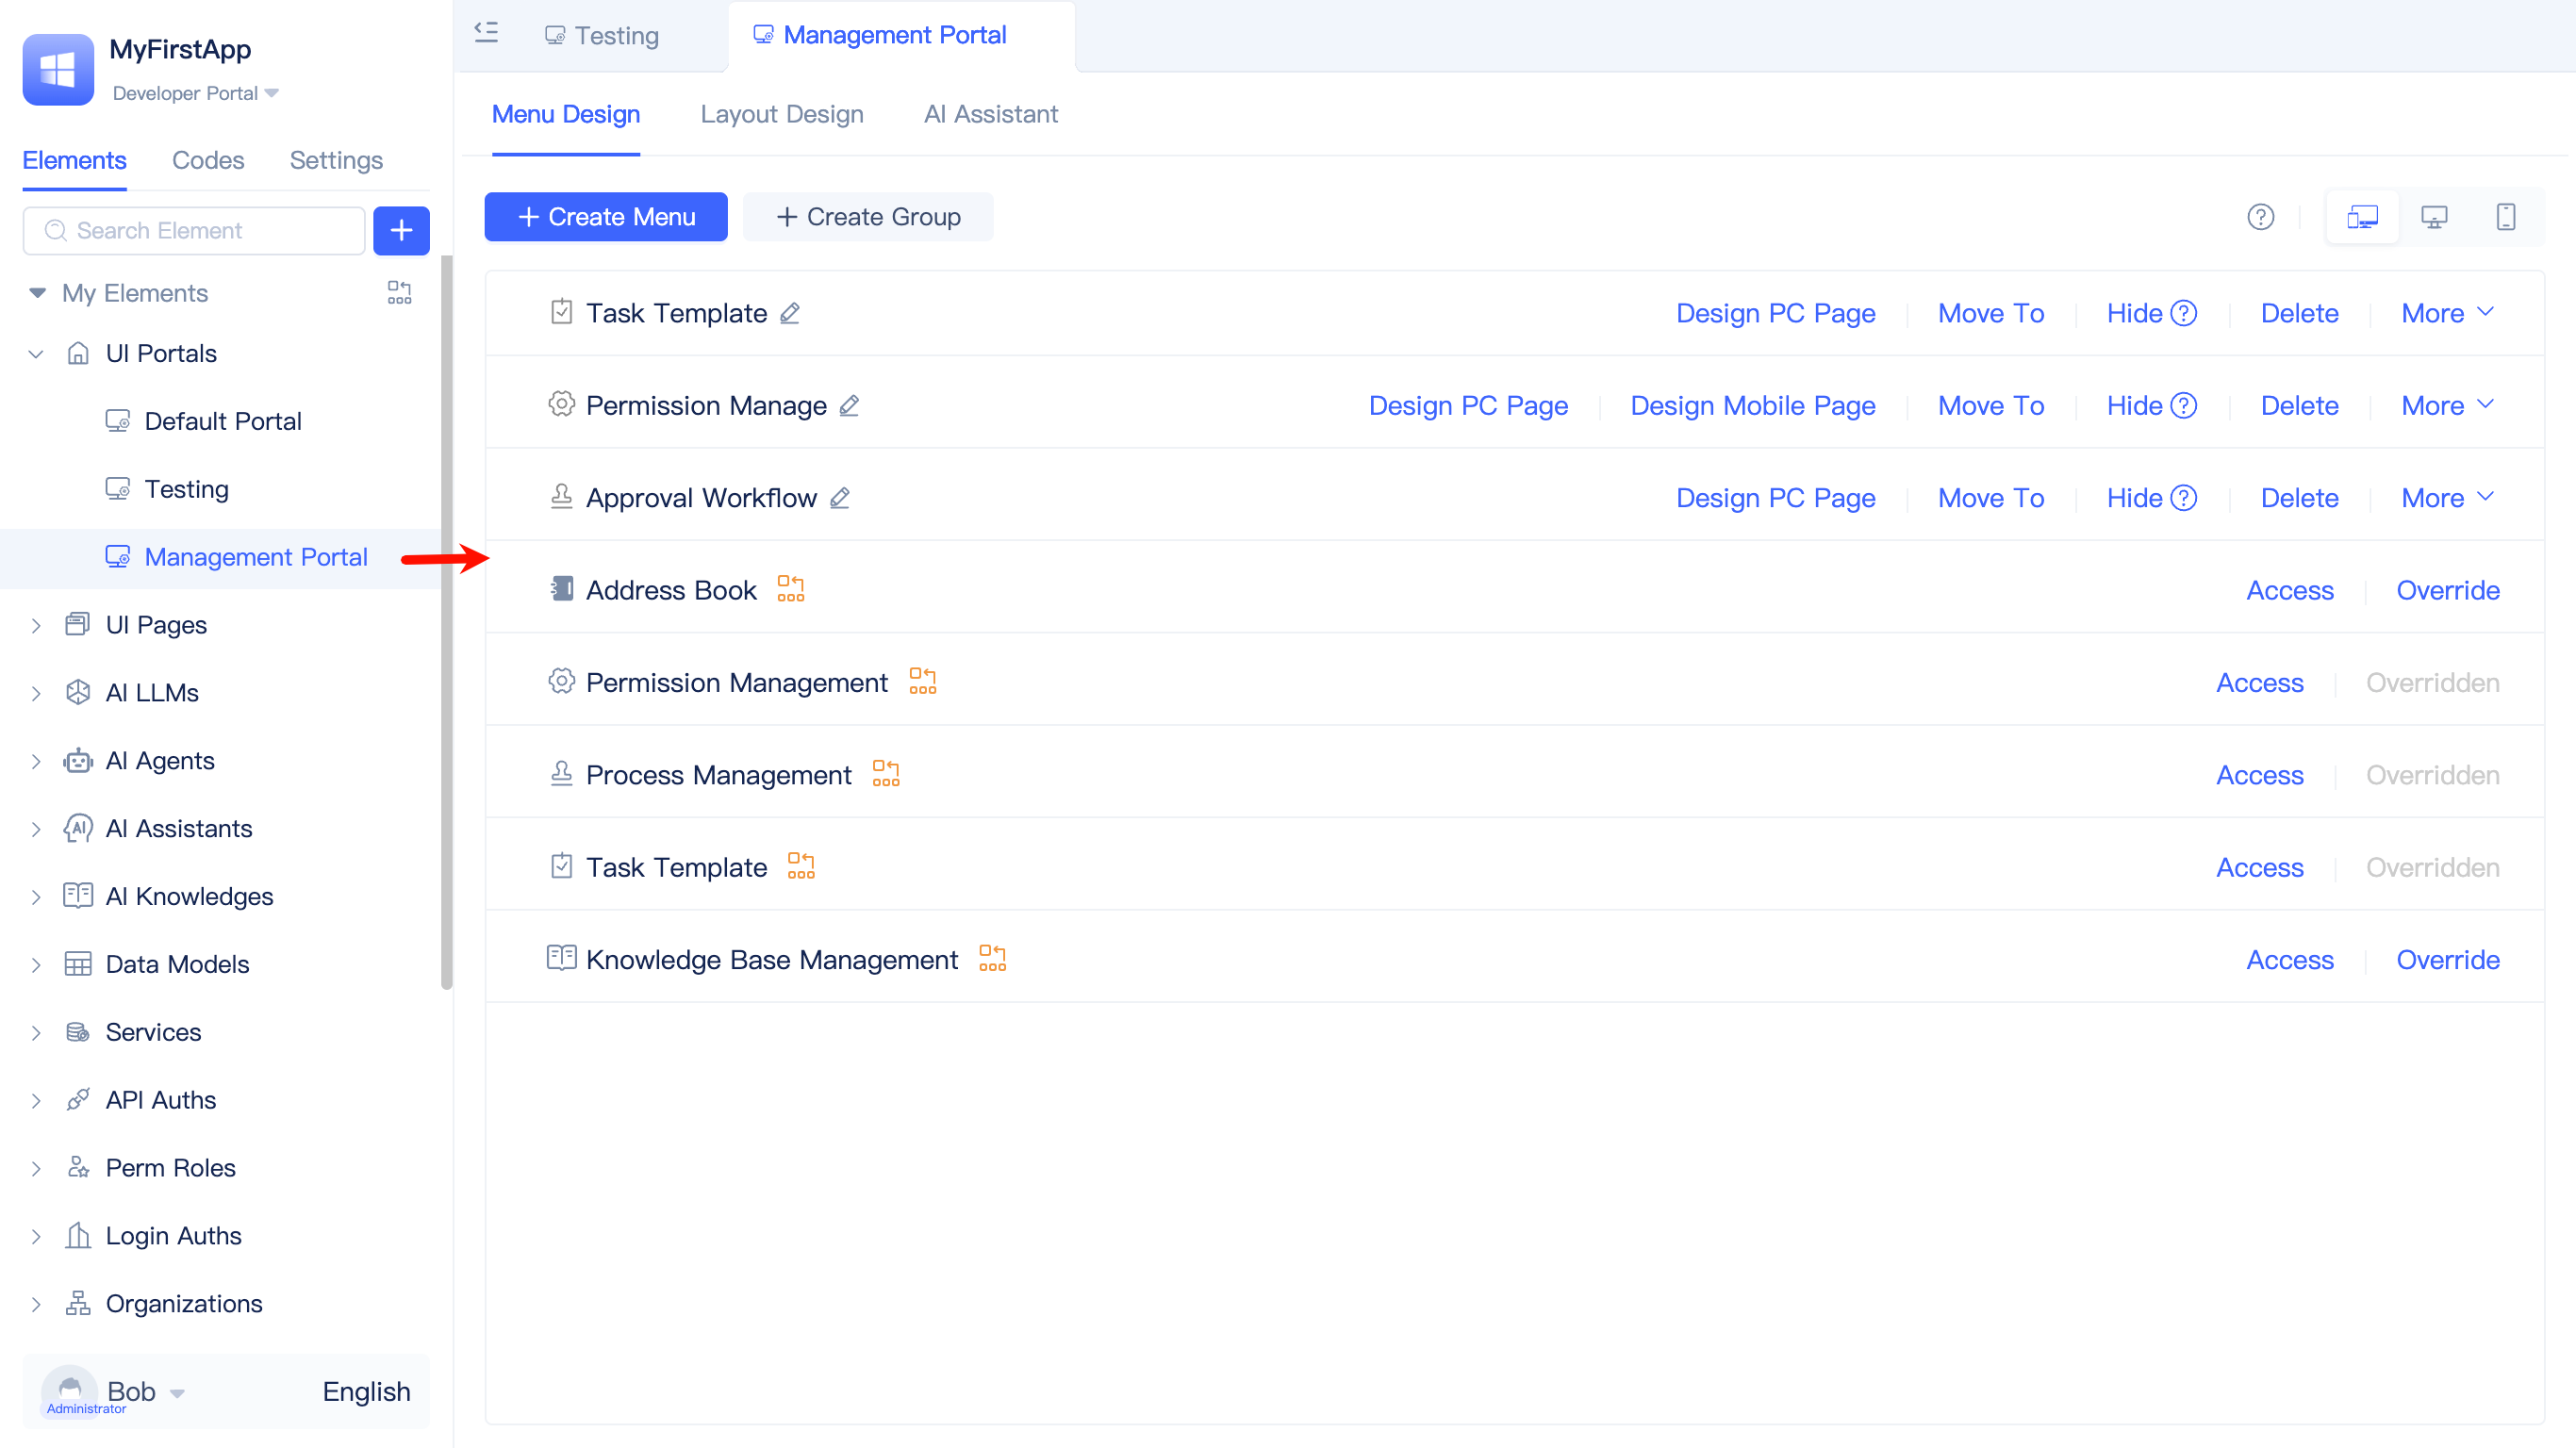 MyFirstApp
Developer Portal
Elements Codes Settings
Search Element
My Elements
UI Portals
Default Portal
Testing
Management Portal
UI Pages
AI LLMs
AI Agents
AI Assistants
AI Knowledges
Data Models
Services
API Auths
Perm Roles
Login Auths
Organizations
Bob
Administrator
English
Testing Management Portal
Menu Design Layout Design AI Assistant
+ Create Menu + Create Group
Task Template Design PC Page Move To Hide Delete More
Permission Manage Design PC Page Design Mobile Page Move To Hide Delete More
Approval Workflow Design PC Page Move To Hide Delete More
Address Book Access Override
Permission Management Access Overridden
Process Management Access Overridden
Task Template Access Overridden
Knowledge Base Management Access Override